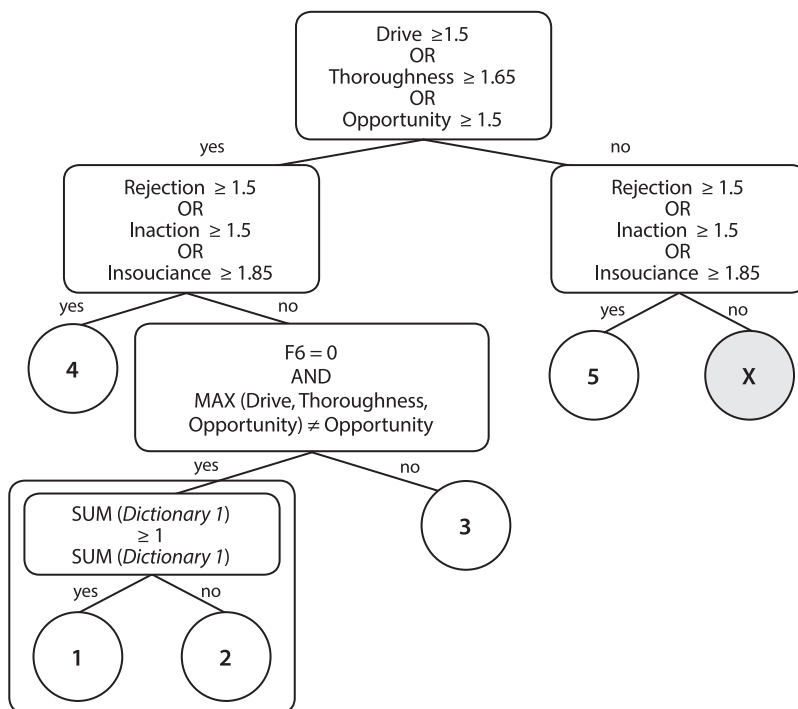 Drive ≥1.5
OR
Thoroughness ≥ 1.65
OR
Opportunity ≥ 1.5
yes
no
Rejection ≥ 1.5
OR
Inaction ≥ 1.5
OR
Insouciance ≥ 1.85
Rejection ≥ 1.5
OR
Inaction ≥ 1.5
OR
Insouciance ≥ 1.85
yes
no
yes
no
4
F6 = 0
AND
MAX (Drive, Thoroughness,
Opportunity) ≠ Opportunity
5
X
yes
no
SUM (Dictionary 1)
≥ 1
SUM (Dictionary 1)
3
yes
no
1
2